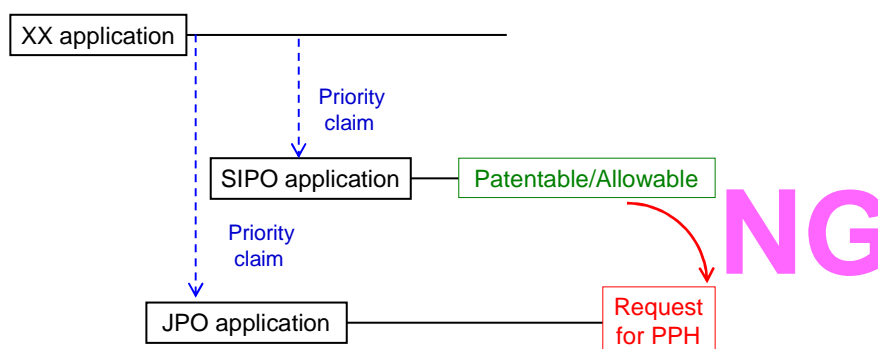 XX application
Priority
claim
SIPO application
Patentable/Allowable
NG
Priority
claim
JPO application
Request
for PPH